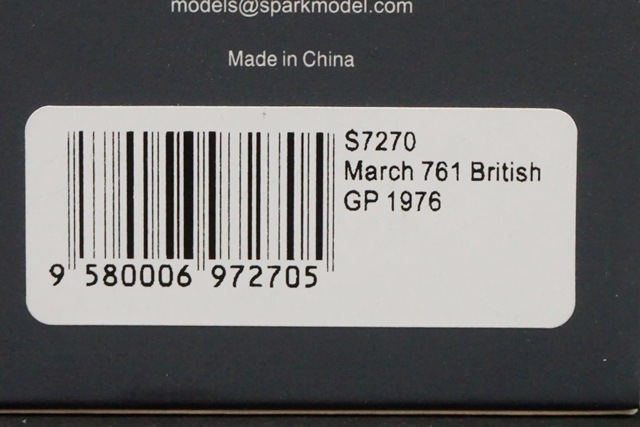 models@sparkmodel.com
Made in China
S7270
March 761 British
GP 1976
9 580006 972705